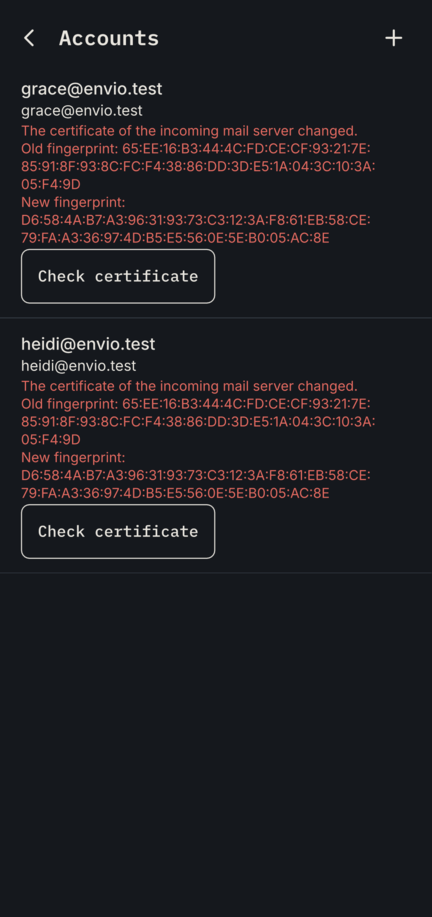 Accounts
grace@envio.test
grace@envio.test
The certificate of the incoming mail server changed.
Old fingerprint: 65:EE:16:B3:44:4C:FD:CE:CF:93:21:7E:
85:91:8F:93:8C:FC:F4:38:86:DD:3D:E5:1A:04:3C:10:3A:
05:F4:9D
New fingerprint:
D6:58:4A:B7:A3:96:31:93:73:C3:12:3A:F8:61:EB:58:CE:
79:FA:A3:36:97:4D:B5:E5:56:0E:5E:B0:05:AC:8E
Check certificate
heidi@envio.test
heidi@envio.test
The certificate of the incoming mail server changed.
Old fingerprint: 65:EE:16:B3:44:4C:FD:CE:CF:93:21:7E:
85:91:8F:93:8C:FC:F4:38:86:DD:3D:E5:1A:04:3C:10:3A:
05:F4:9D
New fingerprint:
D6:58:4A:B7:A3:96:31:93:73:C3:12:3A:F8:61:EB:58:CE:
79:FA:A3:36:97:4D:B5:E5:56:0E:5E:B0:05:AC:8E
Check certificate